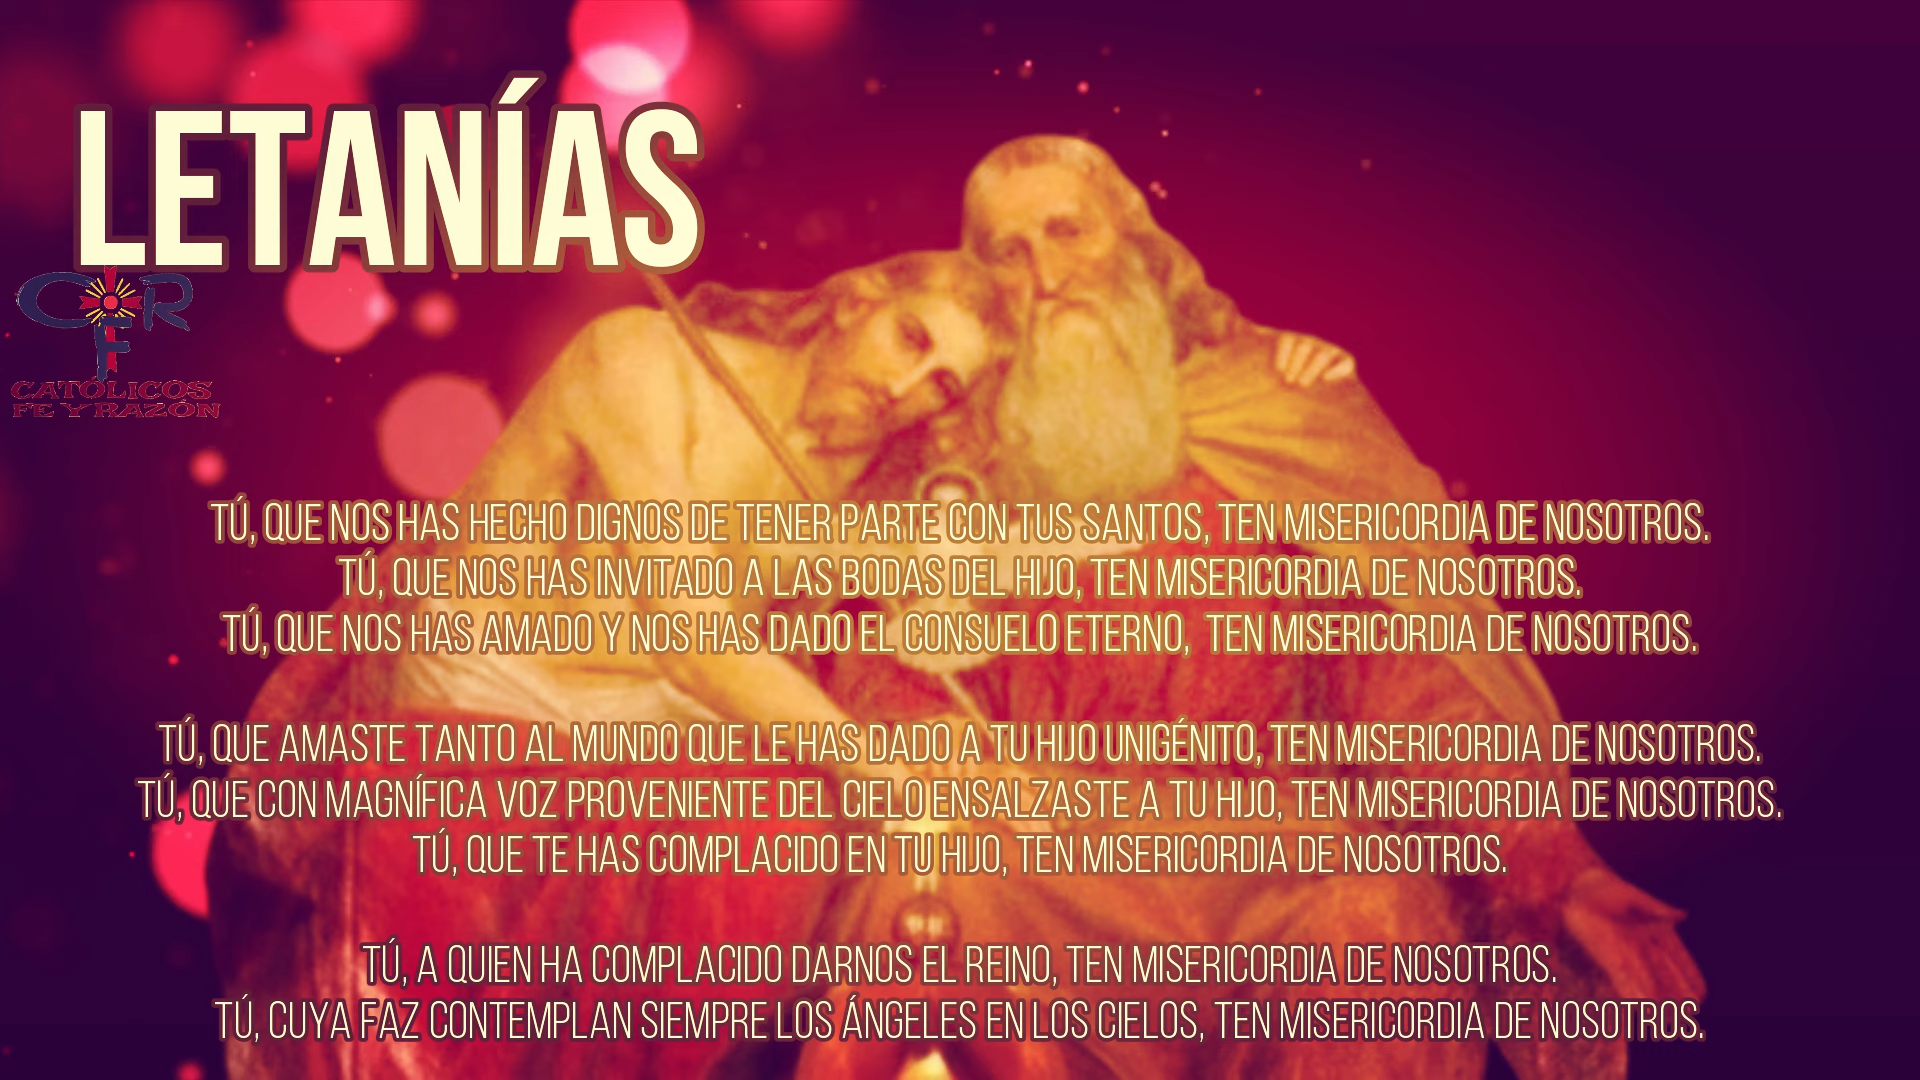 LETANÍAS
CFR
CATÓLICOS
FE Y RAZÓN
TÚ, QUE NOS HAS HECHO DIGNOS DE TENER PARTE CON TUS SANTOS, TEN MISERICORDIA DE NOSOTROS.
TÚ, QUE NOS HAS INVITADO A LAS BODAS DEL HIJO, TEN MISERICORDIA DE NOSOTROS.
TÚ, QUE NOS HAS AMADO Y NOS HAS DADO EL CONSUELO ETERNO, TEN MISERICORDIA DE NOSOTROS.
TÚ, QUE AMASTE TANTO AL MUNDO QUE LE HAS DADO A TU HIJO UNIGÉNITO, TEN MISERICORDIA DE NOSOTROS.
TÚ, QUE CON MAGNÍFICA VOZ PROVENIENTE DEL CIELO ENSALZASTE A TU HIJO, TEN MISERICORDIA DE NOSOTROS.
TÚ, QUE TE HAS COMPLACIDO EN TU HIJO, TEN MISERICORDIA DE NOSOTROS.
TÚ, A QUIEN HA COMPLACIDO DARNOS EL REINO, TEN MISERICORDIA DE NOSOTROS.
TÚ, CUYA FAZ CONTEMPLAN SIEMPRE LOS ÁNGELES EN LOS CIELOS, TEN MISERICORDIA DE NOSOTROS.